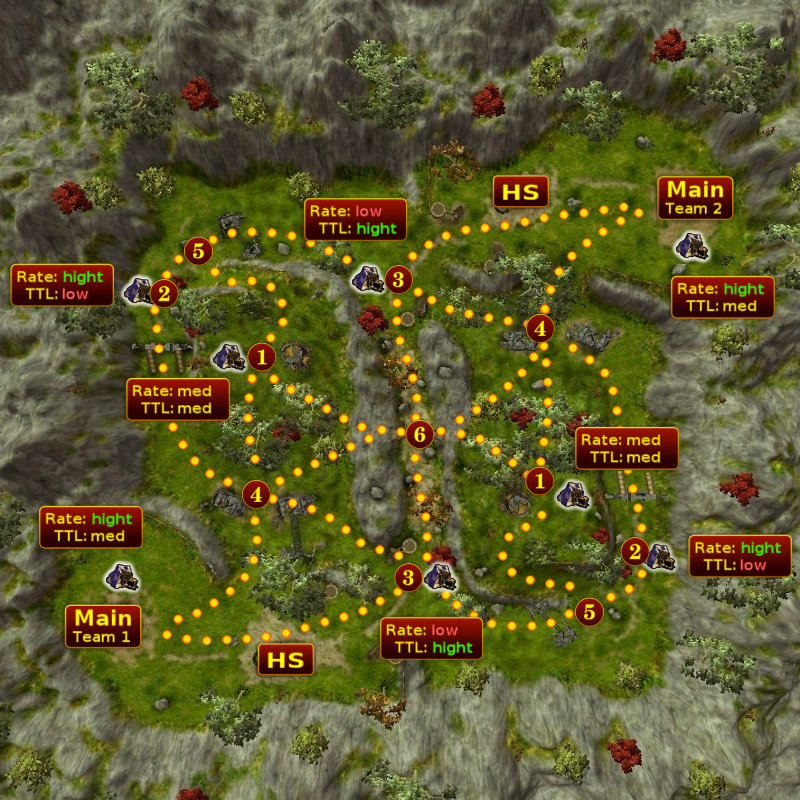 HS
Main
Team 2
Rate: low
TTL: hight
5
Rate: hight
TTL: low
2
3
Rate: hight
TTL: med
4
1
Rate: med
TTL: med
6
Rate: med
TTL: med
1
4
Rate: hight
TTL: med
2
Rate: hight
TTL: low
3
5
Main
Team 1
Rate: low
TTL: hight
HS